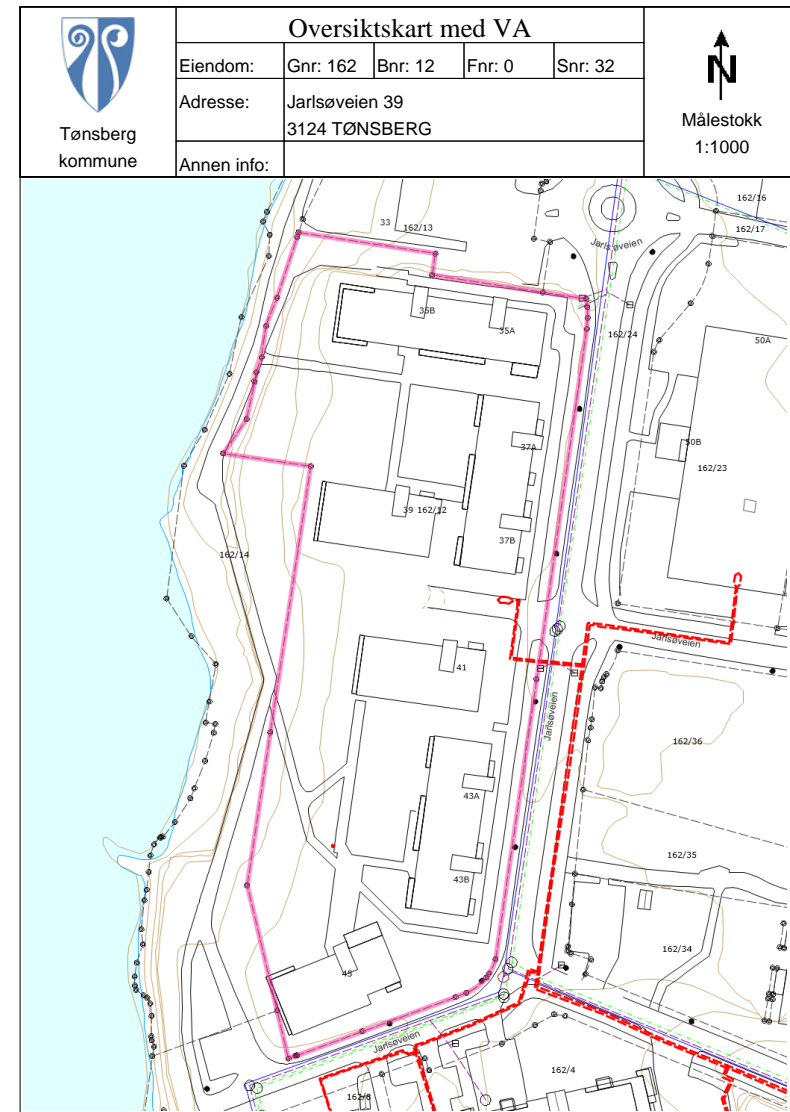 Oversiktskart med VA
Eiendom: Gnr: 162 Bnr: 12 Fnr: 0 Snr: 32
Adresse: Jarlsøveien 39
3124 TØNSBERG
Annen info:
Tønsberg
kommune
N
Målestokk
1:1000
162/16
33 162/13
162/17
Jarlsøveien
35B
35A
162/24
50A
37A
50B
162/23
39 162/12
37B
162/14
Jarlsøveien
41
Jarlsøveien
162/36
43A
162/35
43B
162/34
45
Jarlsøveien
162/4
162/8